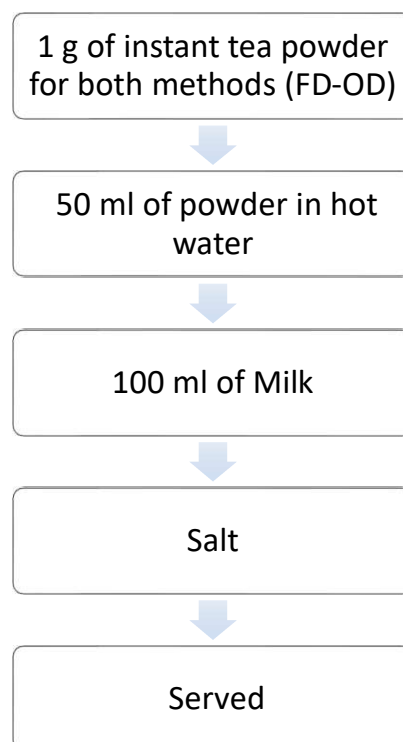 1 g of instant tea powder
for both methods (FD-OD)
50 ml of powder in hot
water
100 ml of Milk
Salt
Served